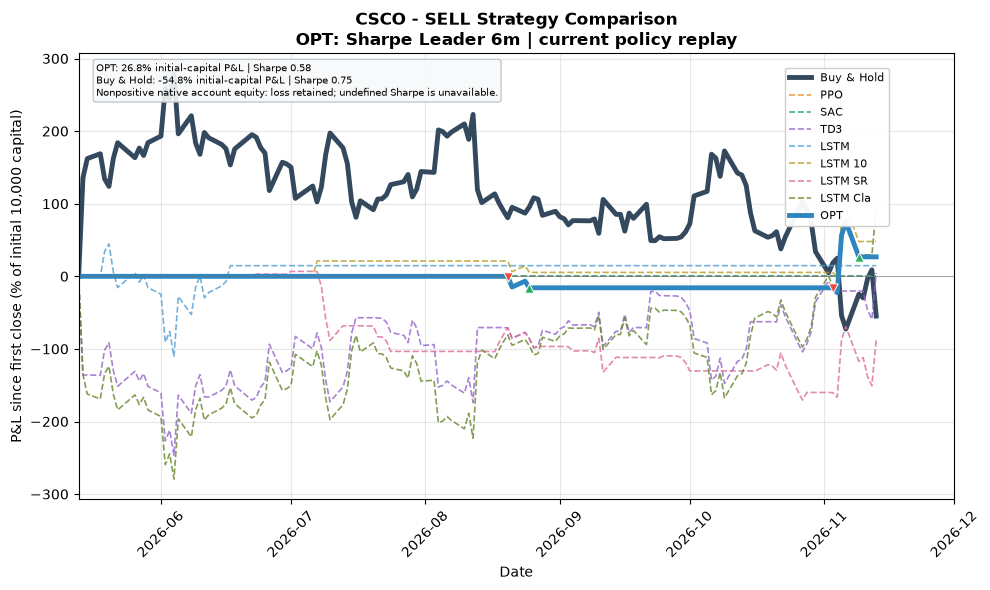 CSCO - SELL Strategy Comparison
OPT: Sharpe Leader 6m | current policy replay
OPT: 26.8% initial-capital P&L | Sharpe 0.58
Buy & Hold: -54.8% initial-capital P&L | Sharpe 0.75
Nonpositive native account equity: loss retained; undefined Sharpe is unavailable.
Buy & Hold
PPO
SAC
TD3
LSTM
LSTM 10
LSTM SR
LSTM Cla
OPT
P&L since first close (% of initial 10,000 capital)
300
200
100
0
−100
−200
−300
2026-06
2026-07
2026-08
2026-09
2026-10
2026-11
2026-12
Date